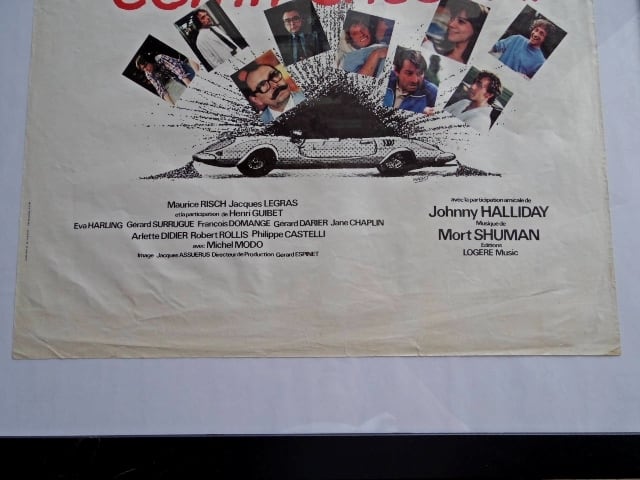 Maurice RISCH Jacques LEGRAS
et la participation de Henri GUIBET
Eva HARLING Gérard SURRUGUE François DOMANGE Gérard DARIER Jane CHAPLIN
Arlette DIDIER Robert ROLLIS Philippe CASTELLI
avec Michel MODO
Image Jacques ASSUERUS Directeur de Production Gérard ESPINET
avec la participation amicale de
Johnny HALLIDAY
Musique de
Mort SHUMAN
Editions
LOGERE Music